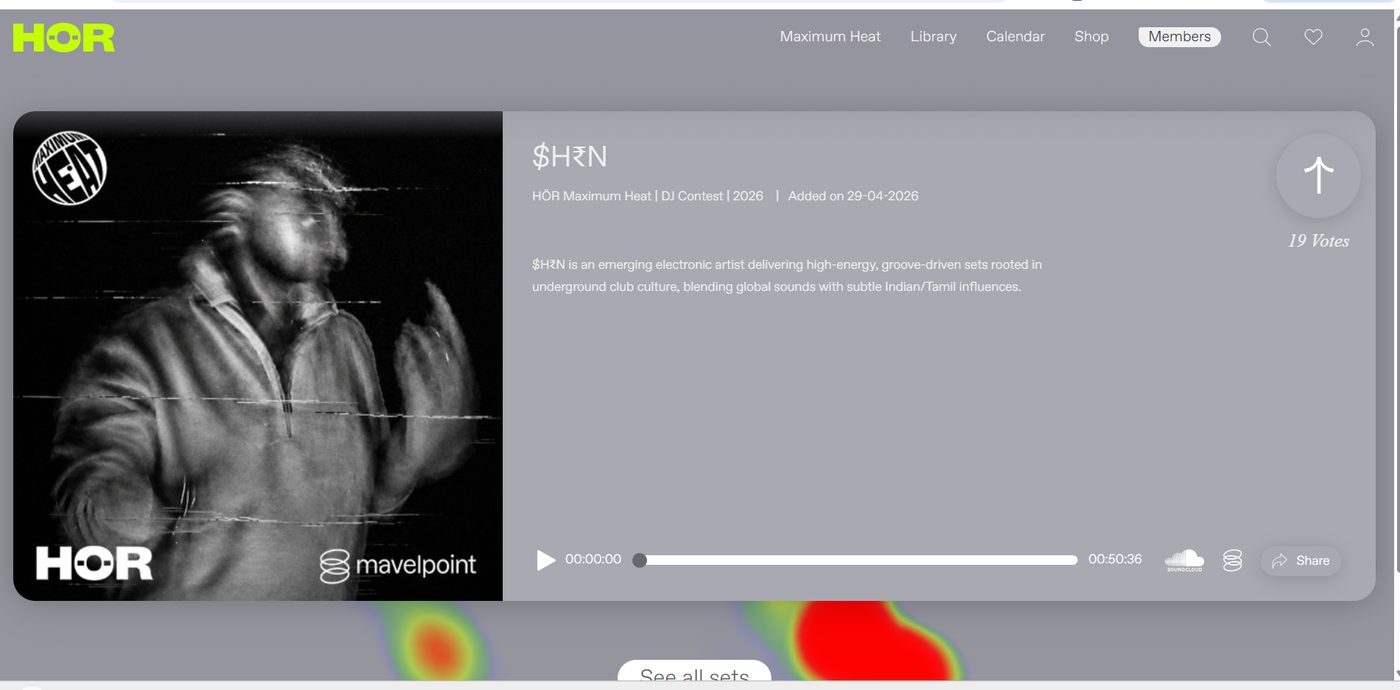 HÖR
Maximum Heat Library Calendar Shop Members
MAXIMUM
HEAT
$H₹N
HÖR Maximum Heat | DJ Contest | 2026 | Added on 29-04-2026
19 Votes
$H₹N is an emerging electronic artist delivering high-energy, groove-driven sets rooted in
underground club culture, blending global sounds with subtle Indian/Tamil influences.
HÖR
mavelpoint
00:00:00
00:50:36
SOUNDCLOUD
Share
See all sets